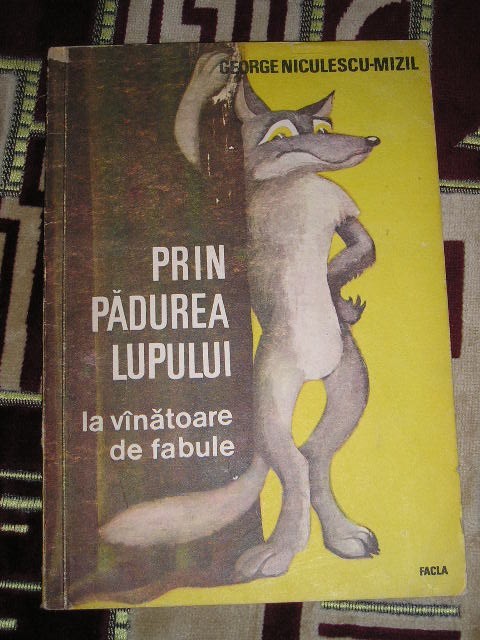 GEORGE NICULESCU-MIZIL
PRIN
PĂDUREA
LUPULUI
la vînătoare
de fabule
FACLA